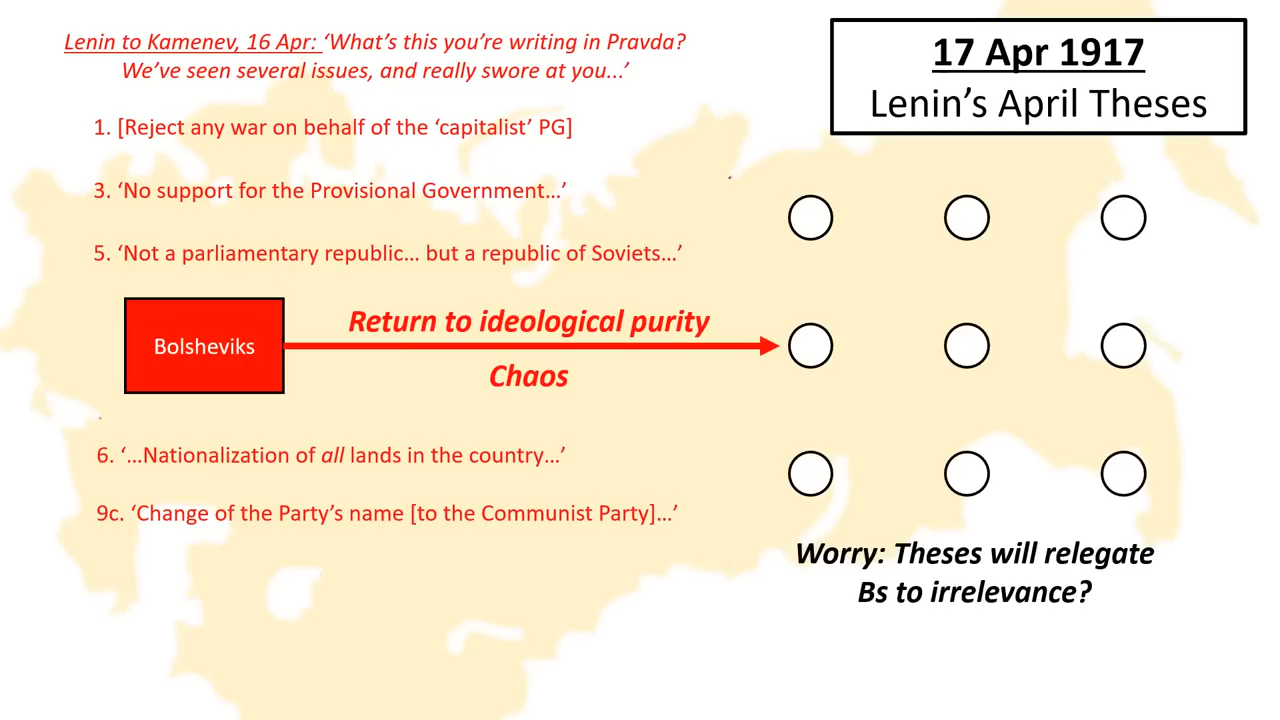 Lenin to Kamenev, 16 Apr: ‘What’s this you’re writing in Pravda?
We’ve seen several issues, and really swore at you...’
17 Apr 1917
Lenin’s April Theses
1. [Reject any war on behalf of the ‘capitalist’ PG]
3. ‘No support for the Provisional Government…’
5. ‘Not a parliamentary republic… but a republic of Soviets…’
Bolsheviks
Return to ideological purity
Chaos
6. ‘…Nationalization of all lands in the country…’
9c. ‘Change of the Party’s name [to the Communist Party]…’
Worry: Theses will relegate
Bs to irrelevance?